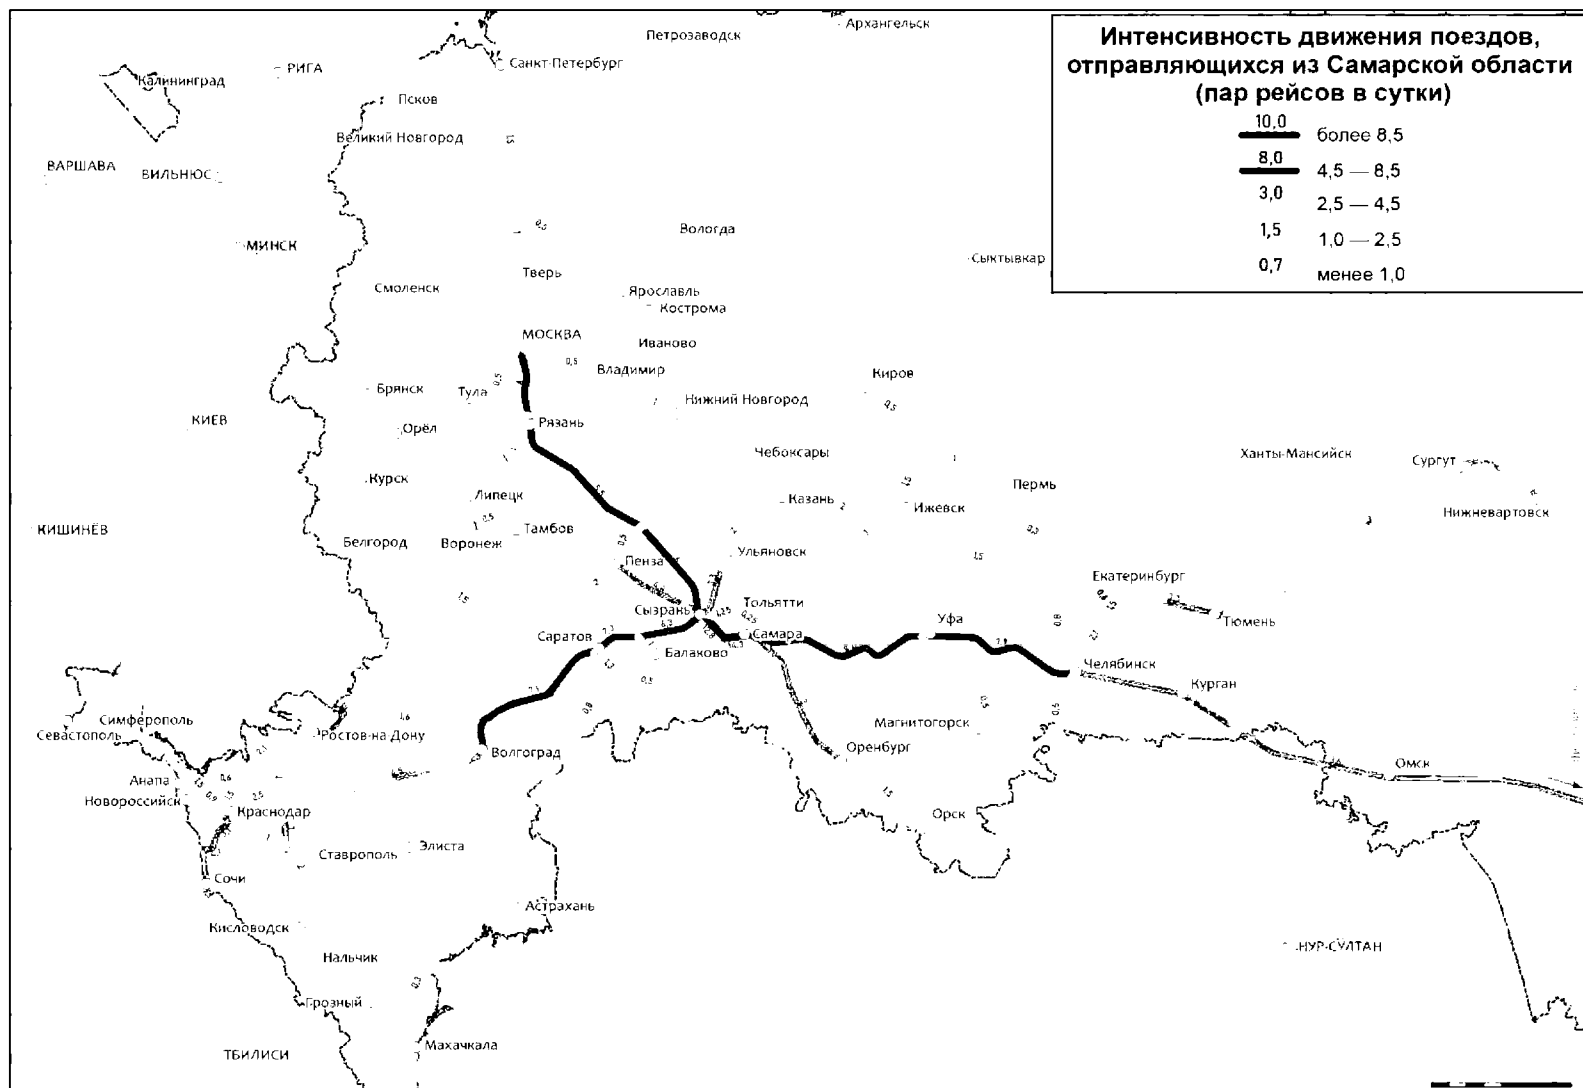 Архангельск
Петрозаводск
Санкт-Петербург
РИГА
Калининград
Псков
Великий Новгород
ВАРШАВА
ВИЛЬНЮС
МИНСК
Вологда
Сыктывкар
Тверь
Смоленск
Ярославль
Кострома
МОСКВА
Иваново
Владимир
Киров
Брянск
Тула
Нижний Новгород
КИЕВ
Орёл
Рязань
Чебоксары
Ханты-Мансийск
Сургут
Курск
Липецк
Казань
Ижевск
Пермь
Нижневартовск
КИШИНЁВ
Белгород
Воронеж
Тамбов
Ульяновск
Пенза
Екатеринбург
Тольятти
Сызрань
Тюмень
Саратов
Самара
Уфа
Балаково
Челябинск
Курган
Симферополь
Севастополь
Ростов-на-Дону
Магнитогорск
Оренбург
Волгоград
Омск
Анапа
Новороссийск
Краснодар
Орск
Ставрополь
Элиста
Сочи
Астрахань
Кисловодск
НУР-СУЛТАН
Нальчик
Грозный
ТБИЛИСИ
Махачкала
Интенсивность движения поездов,
отправляющихся из Самарской области
(пар рейсов в сутки)
10,0 более 8,5
8,0 4,5 — 8,5
3,0 2,5 — 4,5
1,5 1,0 — 2,5
0,7 менее 1,0